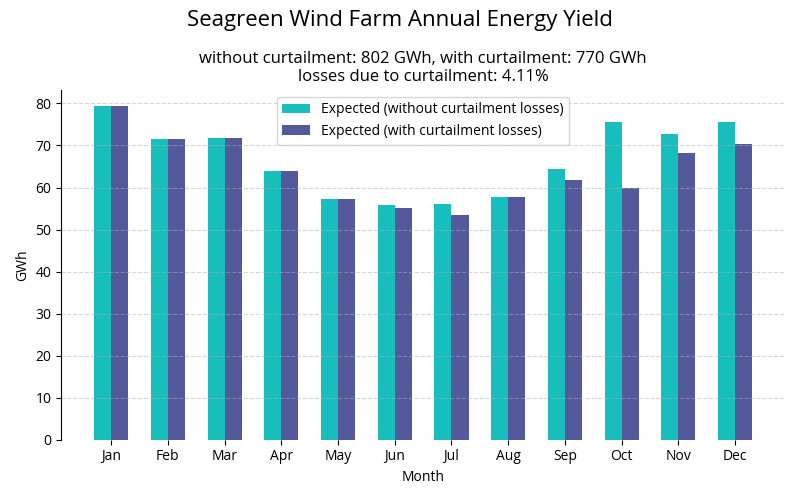 Seagreen Wind Farm Annual Energy Yield
without curtailment: 802 GWh, with curtailment: 770 GWh
losses due to curtailment: 4.11%
Expected (without curtailment losses)
Expected (with curtailment losses)
80
70
60
50
40
30
20
10
0
GWh
Jan Feb Mar Apr May Jun Jul Aug Sep Oct Nov Dec
Month